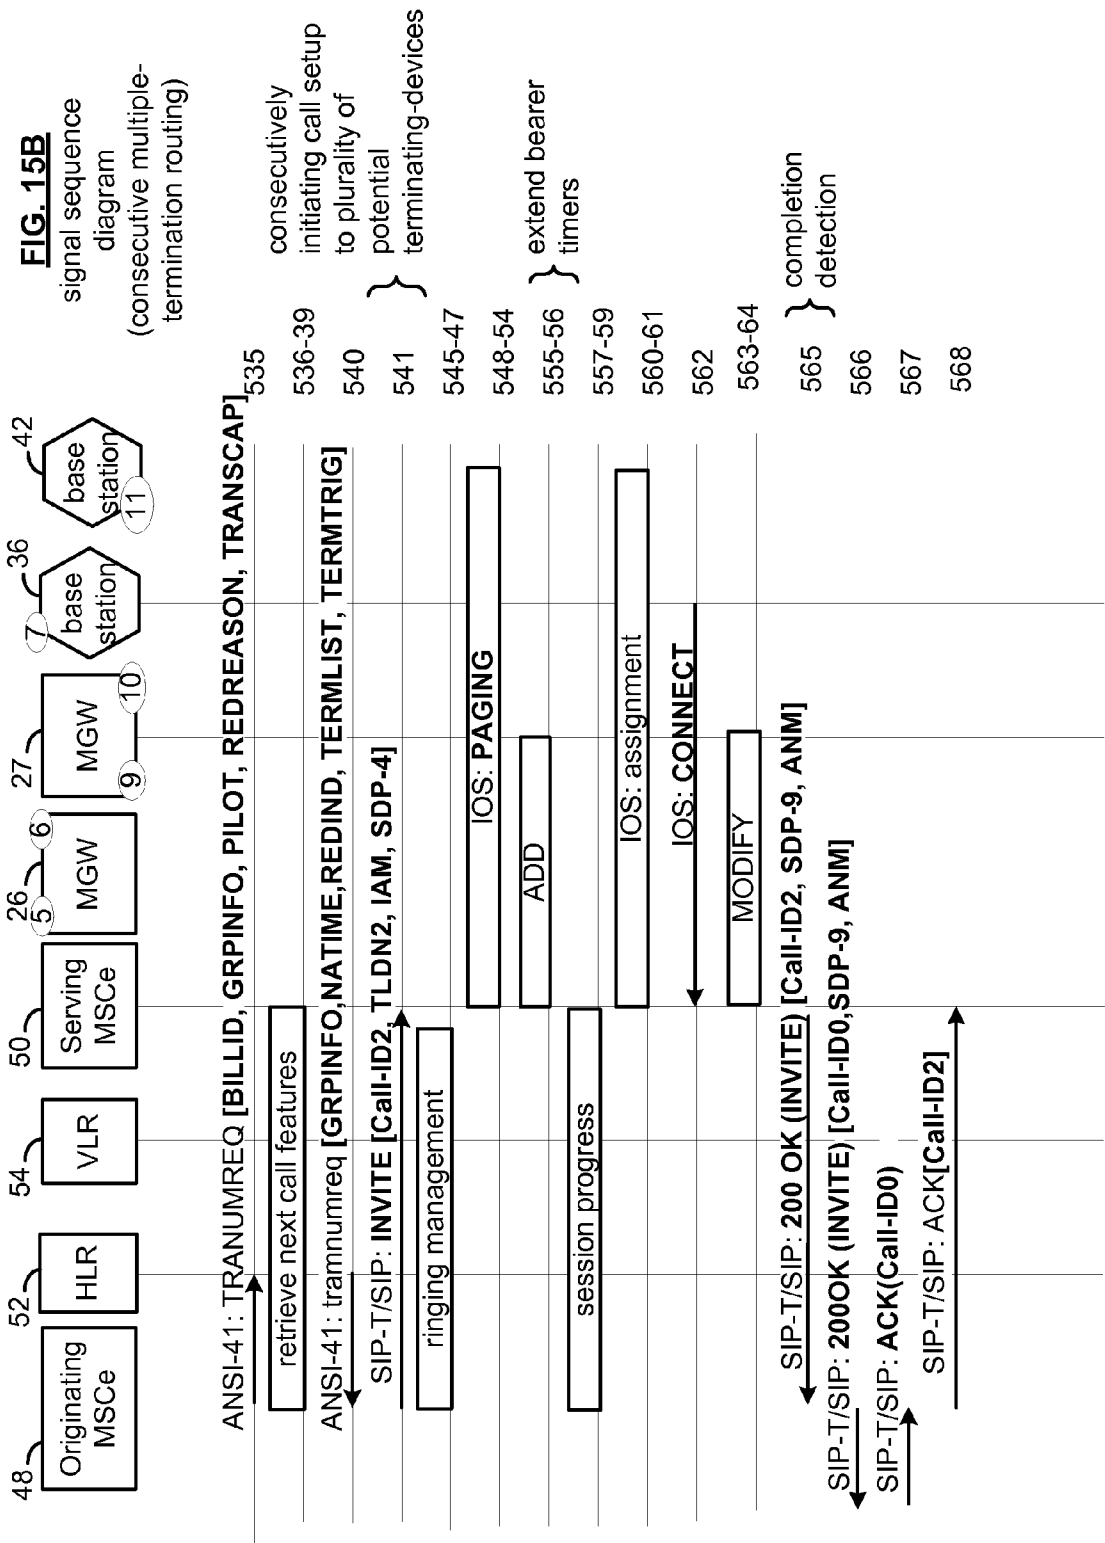 FIG. 15B
signal sequence
diagram
(consecutive multiple-
termination routing)
48
Originating
MSCe
52
HLR
54
VLR
50
Serving
MSCe
26
5
6
MGW
27
MGW
9
10
36
7
base
station
42
base
station
11
ANSI-41: TRANUMREQ [BILLID, GRPINFO, PILOT, REDREASON, TRANSCAP]
535
retrieve next call features
536-39
ANSI-41: tramnumreq [GRPINFO,NATIME,REDIND, TERMLIST, TERMTRIG]
540
SIP-T/SIP: INVITE [Call-ID2, TLDN2, IAM, SDP-4]
541
ringing management
545-47
IOS: PAGING
548-54
ADD
555-56
session progress
557-59
IOS: assignment
560-61
IOS: CONNECT
562
MODIFY
563-64
SIP-T/SIP: 200 OK (INVITE) [Call-ID2, SDP-9, ANM]
565
SIP-T/SIP: 200OK (INVITE) [Call-ID0,SDP-9, ANM]
566
SIP-T/SIP: ACK(Call-ID0)
567
SIP-T/SIP: ACK[Call-ID2]
568
consecutively
initiating call setup
to plurality of
potential
terminating-devices
extend bearer
timers
completion
detection